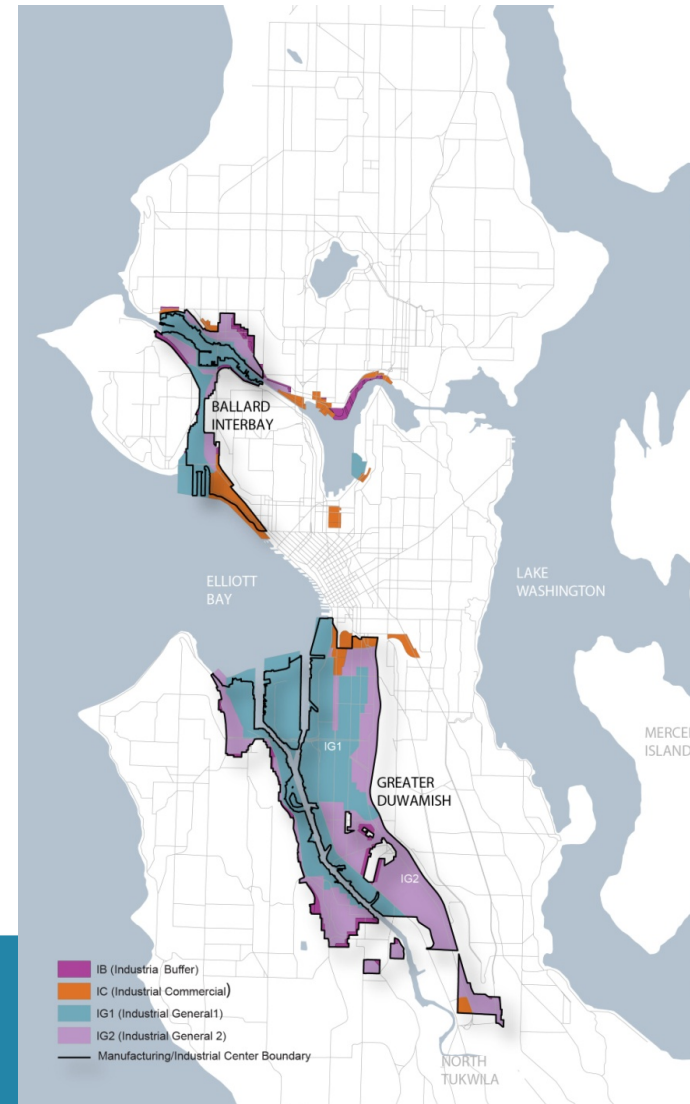 BALLARD
INTERBAY
ELLIOTT
BAY
LAKE
WASHINGTON
IG1
MERCE
ISLAND
GREATER
DUWAMISH
IG2
IB (Industria Buffer)
IC (Industrial Commercial)
IG1 (Industrial General1)
IG2 (Industrial General 2)
Manufacturing/Industrial Center Boundary
NORTH
TUKWILA